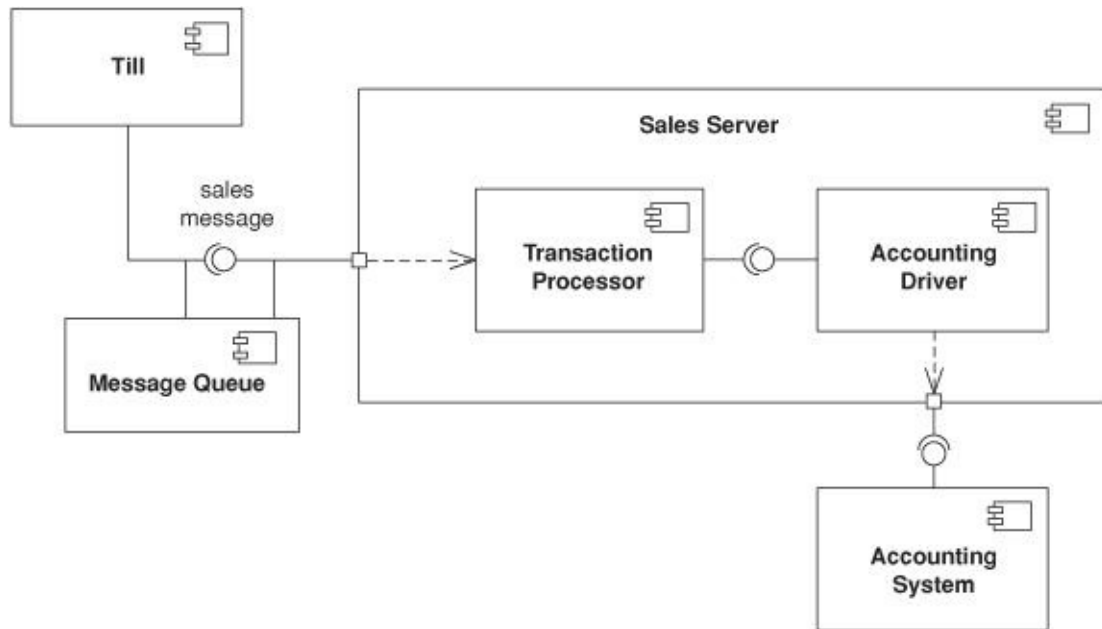 Till
Sales Server
sales
message
Transaction
Processor
Accounting
Driver
Message Queue
Accounting
System